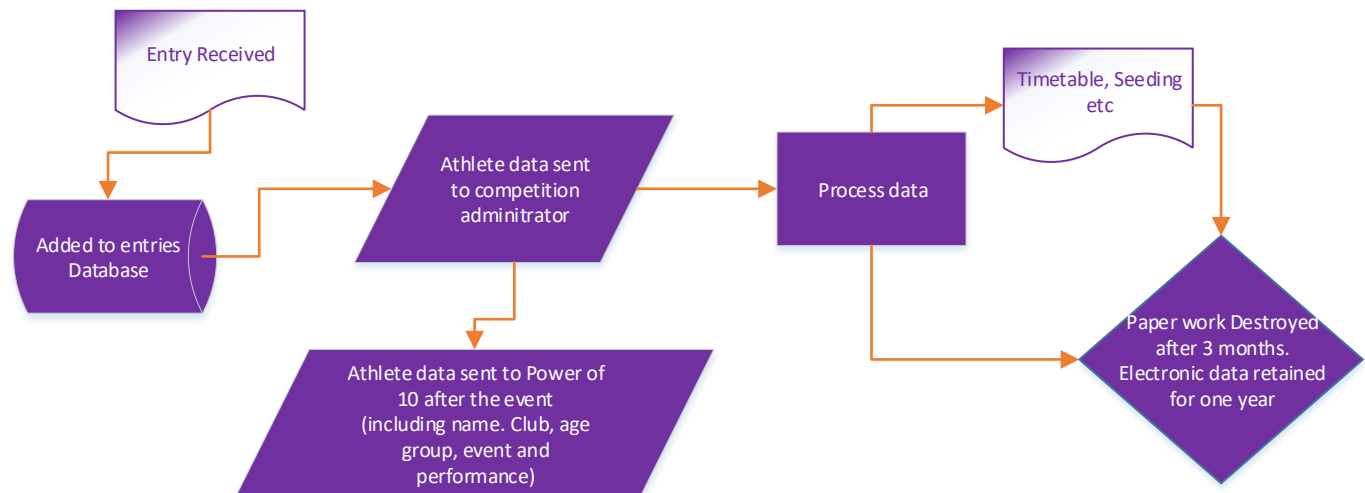 Entry Received
Added to entries
Database
Athlete data sent
to competition
adminitrator
Athlete data sent to Power of
10 after the event
(including name. Club, age
group, event and
performance)
Process data
Timetable, Seeding
etc
Paper work Destroyed
after 3 months.
Electronic data retained
for one year